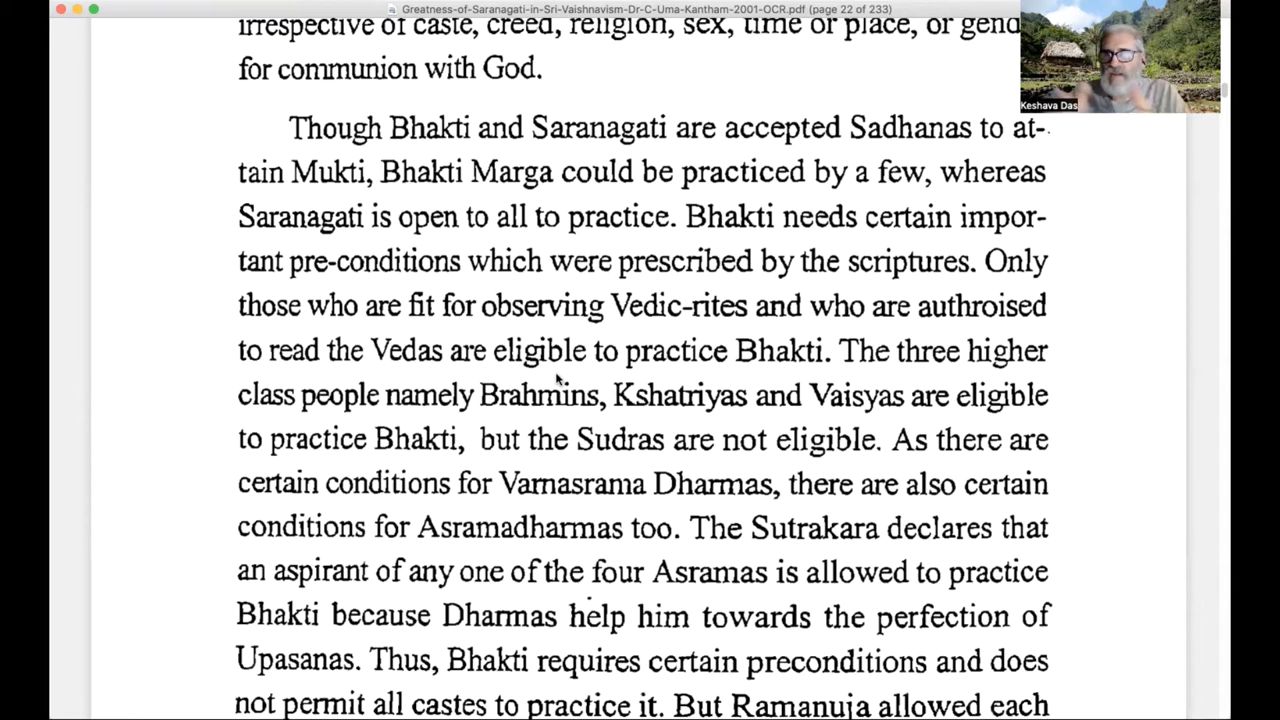 Greatness-of-Saranagati-in-Sri-Vaishnavism-Dr-C-Uma-Kantham-2001-OCR.pdf (page 22 of 233)
irrespective of caste, creed, religion, sex, time or place, or
for communion with God.
Keshava Das
Though Bhakti and Saranagati are accepted Sadhanas to at-
tain Mukti, Bhakti Marga could be practiced by a few, whereas
Saranagati is open to all to practice. Bhakti needs certain impor-
tant pre-conditions which were prescribed by the scriptures. Only
those who are fit for observing Vedic-rites and who are authroised
to read the Vedas are eligible to practice Bhakti. The three higher
class people namely Brahmins, Kshatriyas and Vaisyas are eligible
to practice Bhakti, but the Sudras are not eligible. As there are
certain conditions for Varnasrama Dharmas, there are also certain
conditions for Asramadharmas too. The Sutrakara declares that
an aspirant of any one of the four Asramas is allowed to practice
Bhakti because Dharmas help him towards the perfection of
Upasanas. Thus, Bhakti requires certain preconditions and does
not permit all castes to practice it. But Ramanuja allowed each